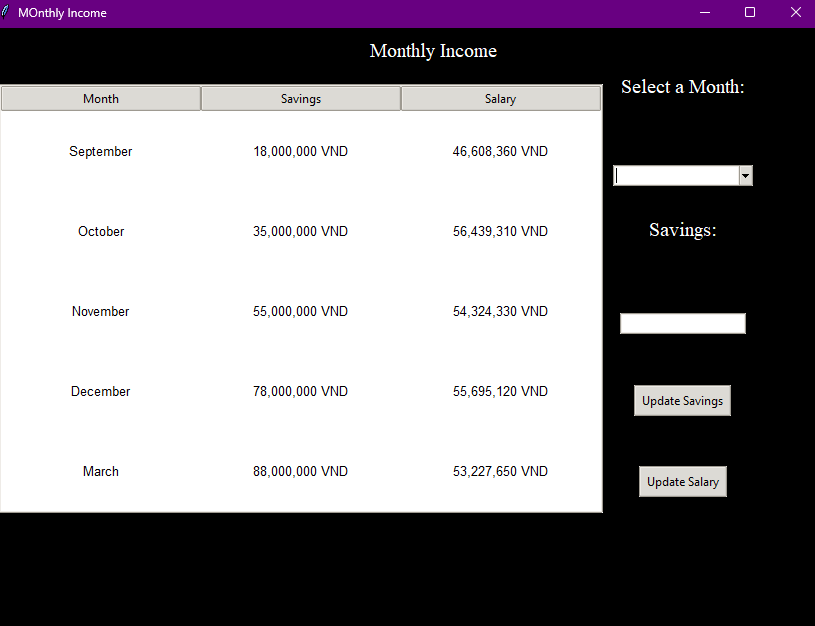 MOnthly Income
Monthly Income
Select a Month:
Month Savings Salary
September 18,000,000 VND 46,608,360 VND
October 35,000,000 VND 56,439,310 VND
Savings:
November 55,000,000 VND 54,324,330 VND
December 78,000,000 VND 55,695,120 VND
Update Savings
March 88,000,000 VND 53,227,650 VND
Update Salary